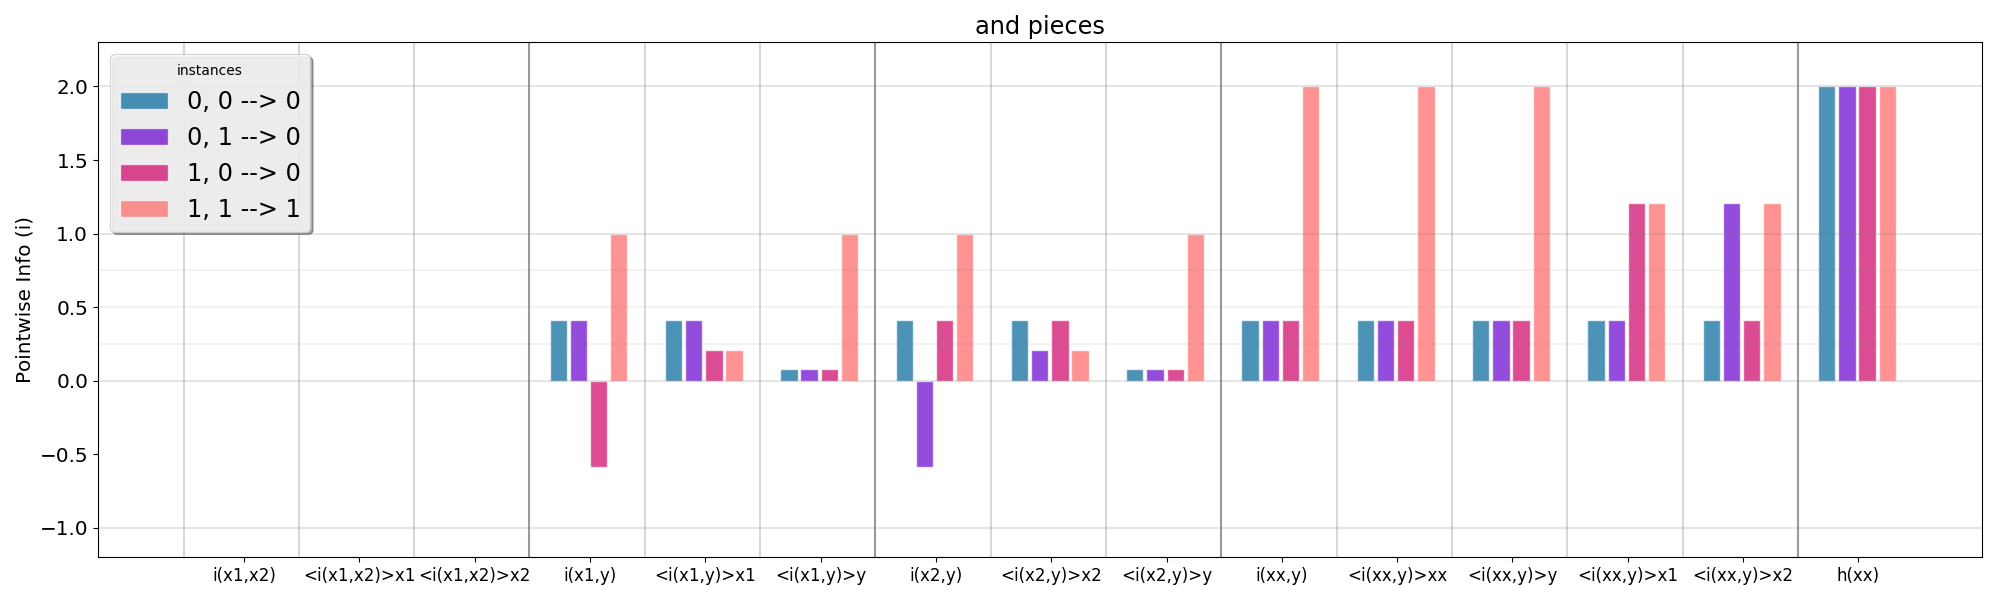 and pieces
instances
0, 0 --> 0
0, 1 --> 0
1, 0 --> 0
1, 1 --> 1
Pointwise Info (i)
2.0
1.5
1.0
0.5
0.0
−0.5
−1.0
i(x1,x2) <i(x1,x2)>x1 <i(x1,x2)>x2 i(x1,y) <i(x1,y)>x1 <i(x1,y)>y i(x2,y) <i(x2,y)>x2 <i(x2,y)>y i(xx,y) <i(xx,y)>xx <i(xx,y)>y <i(xx,y)>x1 <i(xx,y)>x2 h(xx)